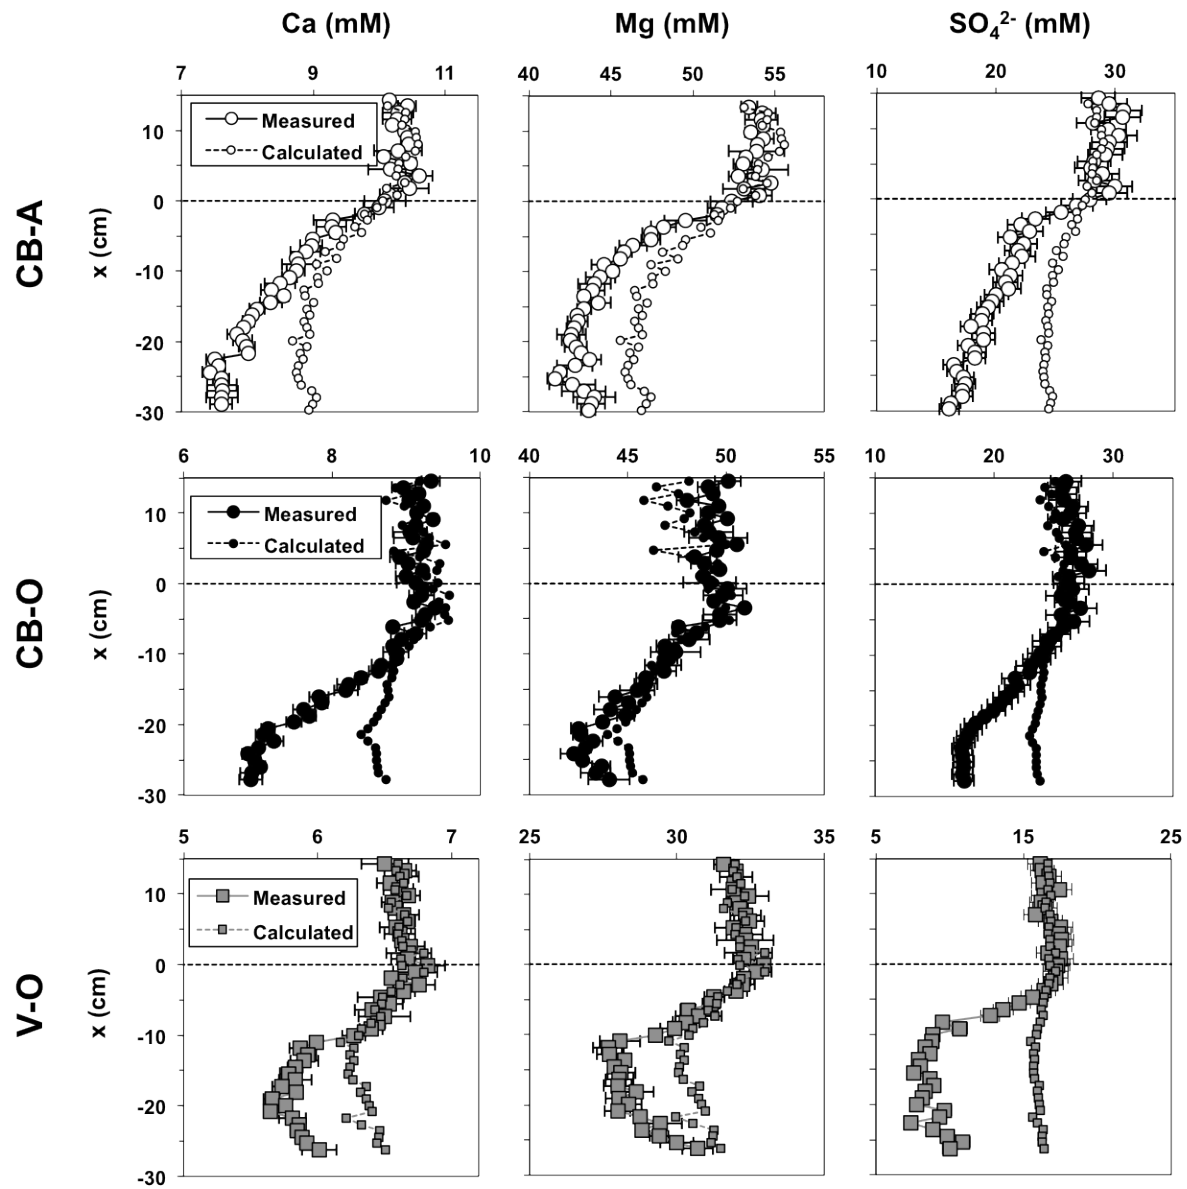 Ca (mM) Mg (mM) SO₄²⁻ (mM)
7 9 11 40 45 50 55 10 20 30
CB-A
x (cm)
10
0
-10
-20
-30
Measured
Calculated
6 8 10 40 45 50 55 10 20 30
CB-O
x (cm)
10
0
-10
-20
-30
Measured
Calculated
5 6 7 25 30 35 5 15 25
V-O
x (cm)
10
0
-10
-20
-30
Measured
Calculated